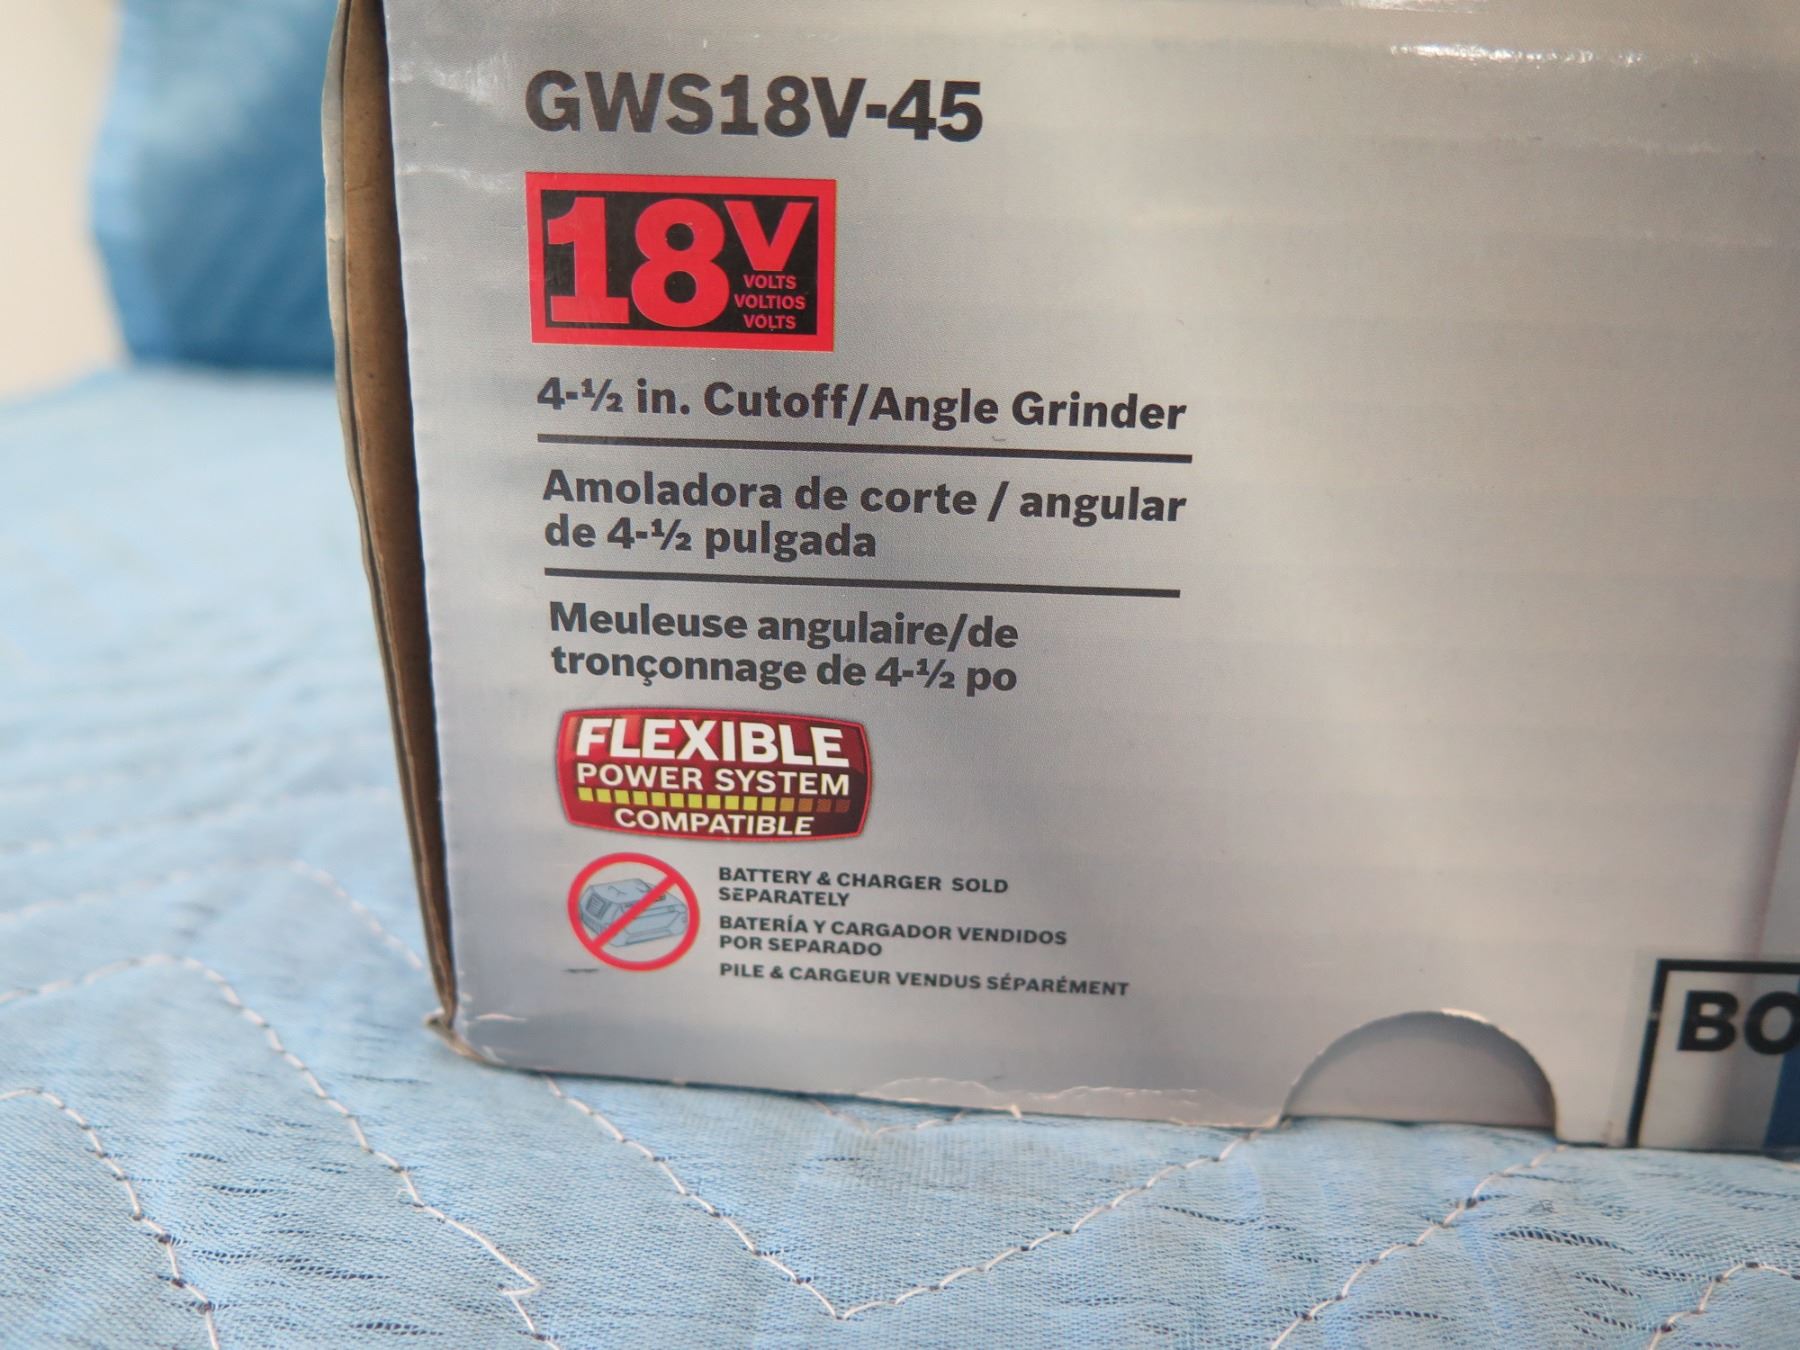 GWS18V-45
18V
VOLTS
VOLTIOS
VOLTS
4-½ in. Cutoff/Angle Grinder
Amoladora de corte / angular
de 4-½ pulgada
Meuleuse angulaire/de
tronçonnage de 4-½ po
FLEXIBLE
POWER SYSTEM
COMPATIBLE
BATTERY & CHARGER SOLD
SEPARATELY
BATERÍA Y CARGADOR VENDIDOS
POR SEPARADO
PILE & CARGEUR VENDUS SÉPARÉMENT
BO